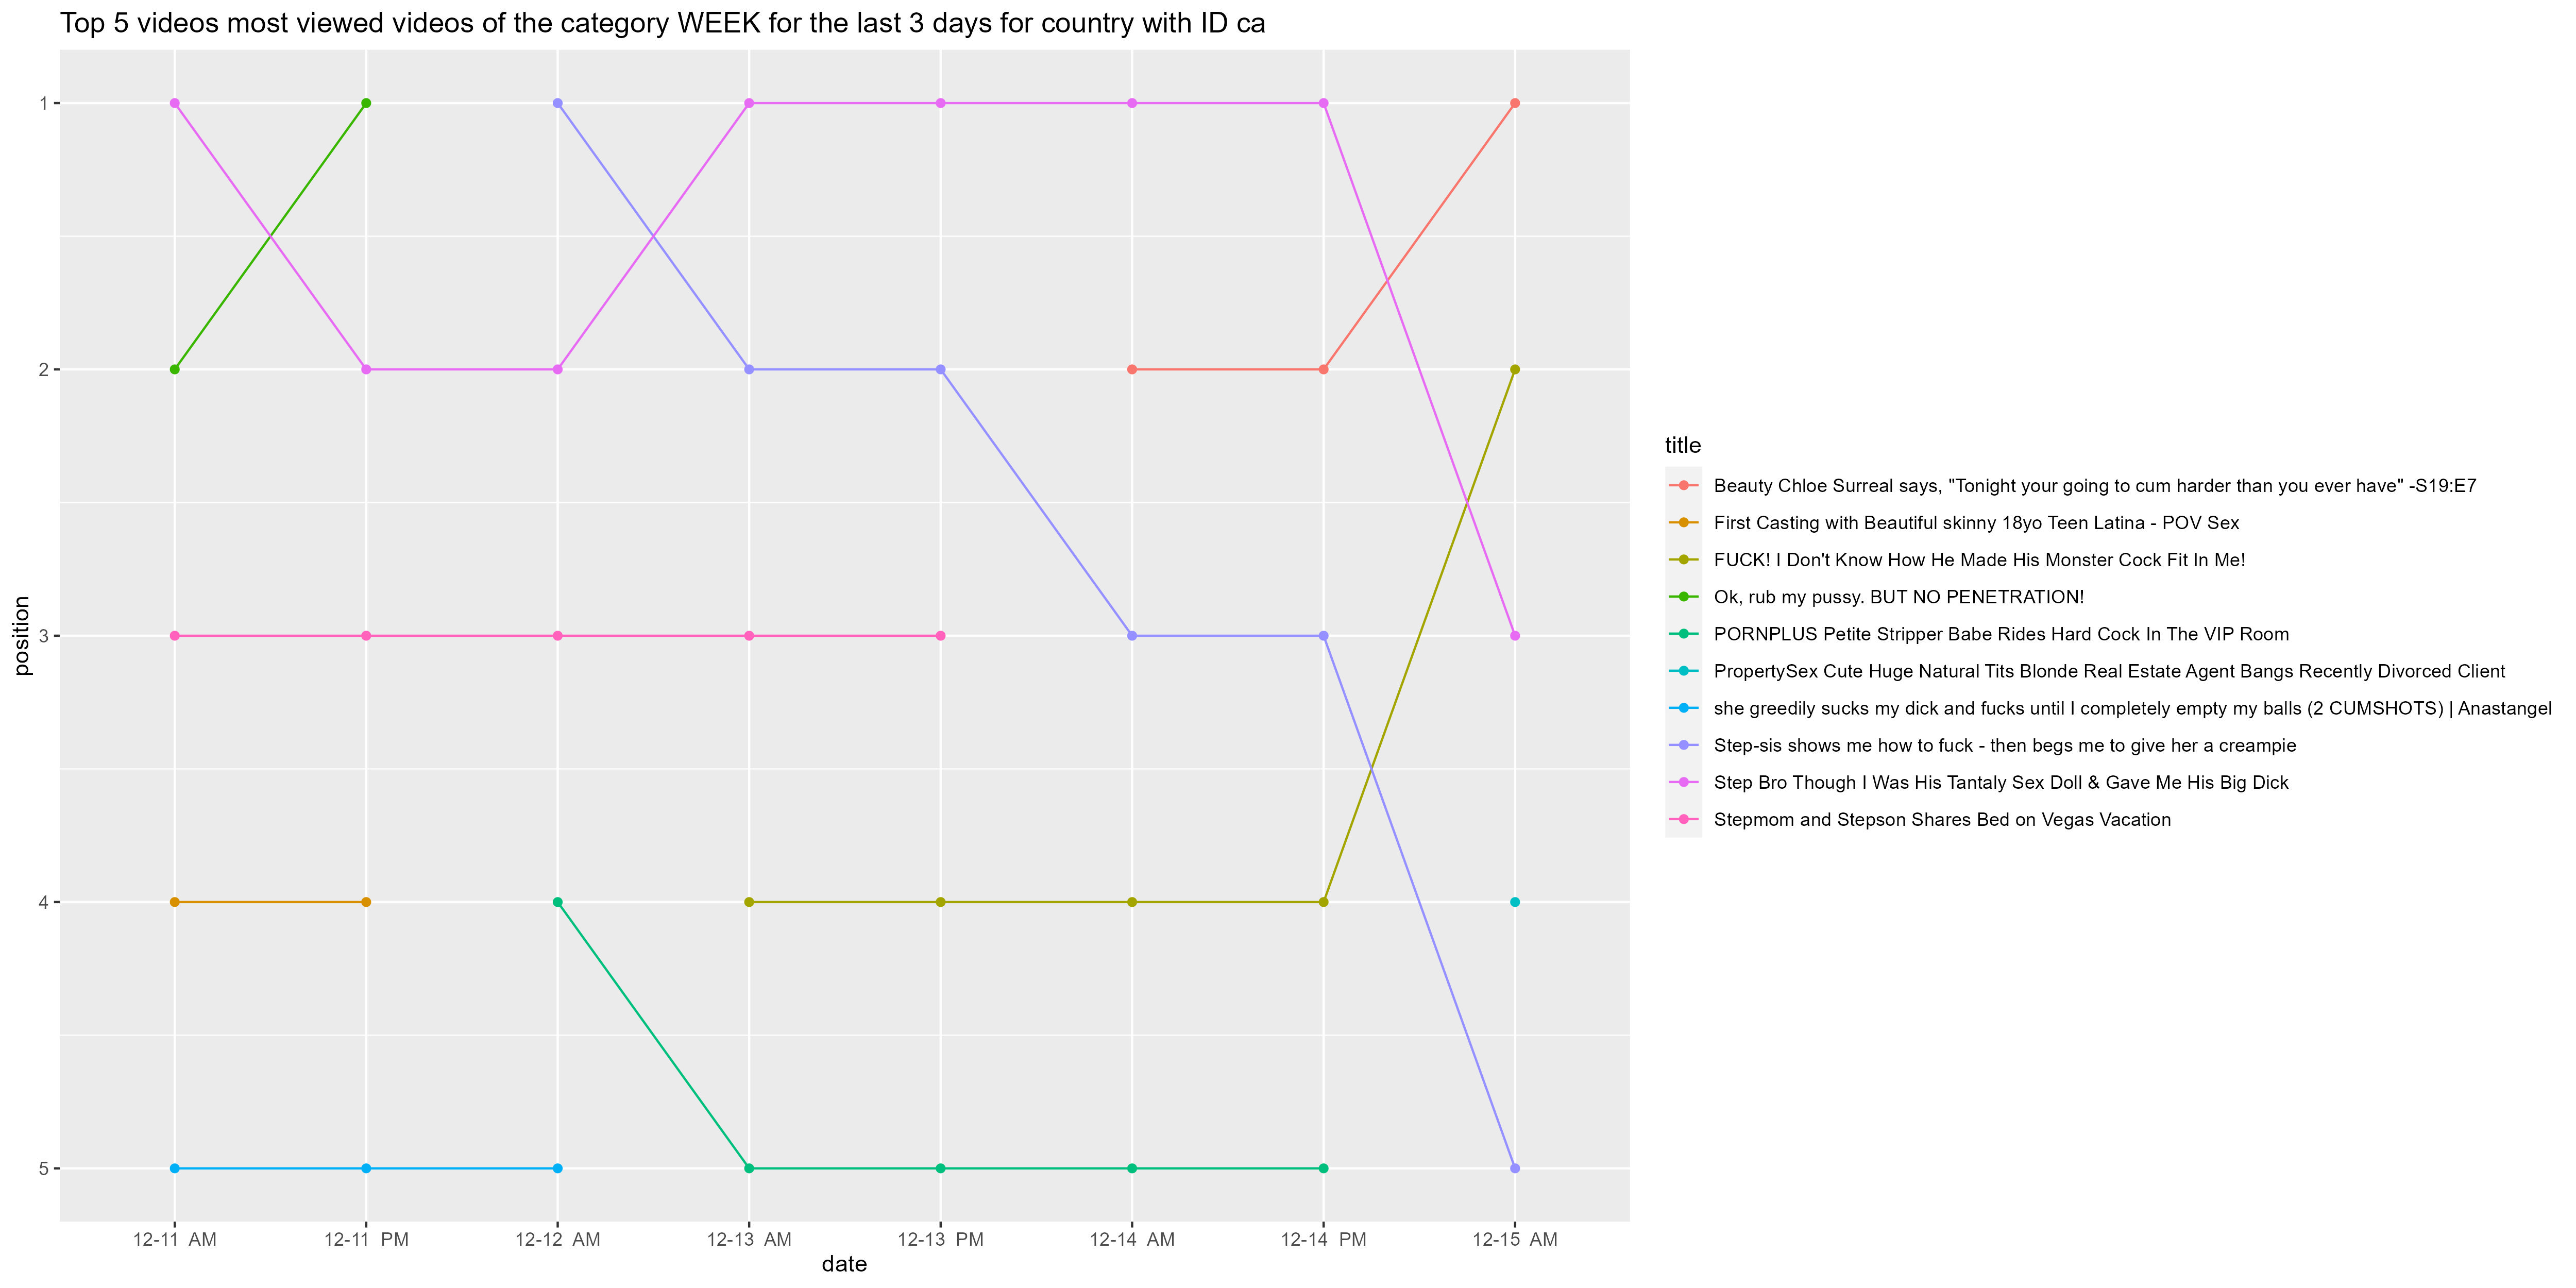 Top 5 videos most viewed videos of the category WEEK for the last 3 days for country with ID ca
position
1
2
3
4
5
12-11 AM
12-11 PM
12-12 AM
12-13 AM
12-13 PM
12-14 AM
12-14 PM
12-15 AM
date
title
Beauty Chloe Surreal says, "Tonight your going to cum harder than you ever have" -S19:E7
First Casting with Beautiful skinny 18yo Teen Latina - POV Sex
FUCK! I Don't Know How He Made His Monster Cock Fit In Me!
Ok, rub my pussy. BUT NO PENETRATION!
PORNPLUS Petite Stripper Babe Rides Hard Cock In The VIP Room
PropertySex Cute Huge Natural Tits Blonde Real Estate Agent Bangs Recently Divorced Client
she greedily sucks my dick and fucks until I completely empty my balls (2 CUMSHOTS) | Anastangel
Step-sis shows me how to fuck - then begs me to give her a creampie
Step Bro Though I Was His Tantaly Sex Doll & Gave Me His Big Dick
Stepmom and Stepson Shares Bed on Vegas Vacation